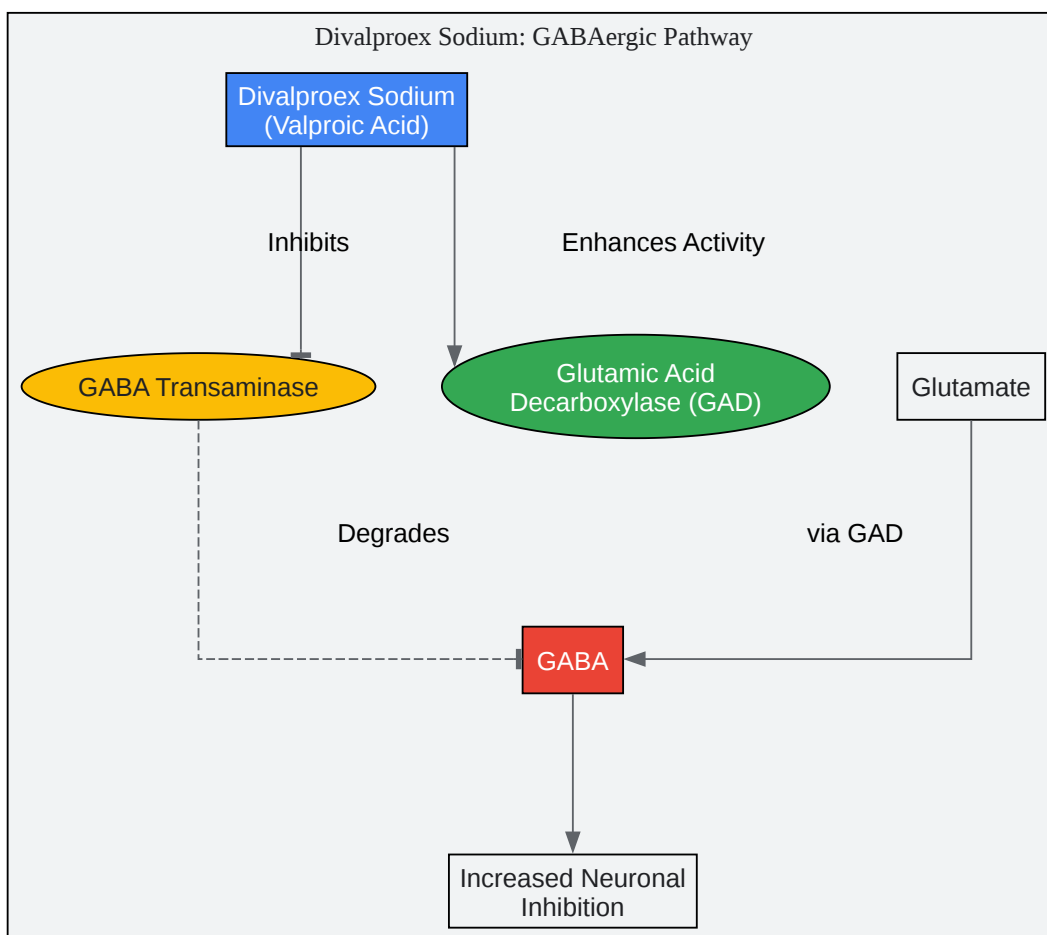 Divalproex Sodium: GABAergic Pathway
Divalproex Sodium
(Valproic Acid)
Inhibits
Enhances Activity
GABA Transaminase
Glutamic Acid
Decarboxylase (GAD)
Glutamate
Degrades
via GAD
GABA
Increased Neuronal
Inhibition